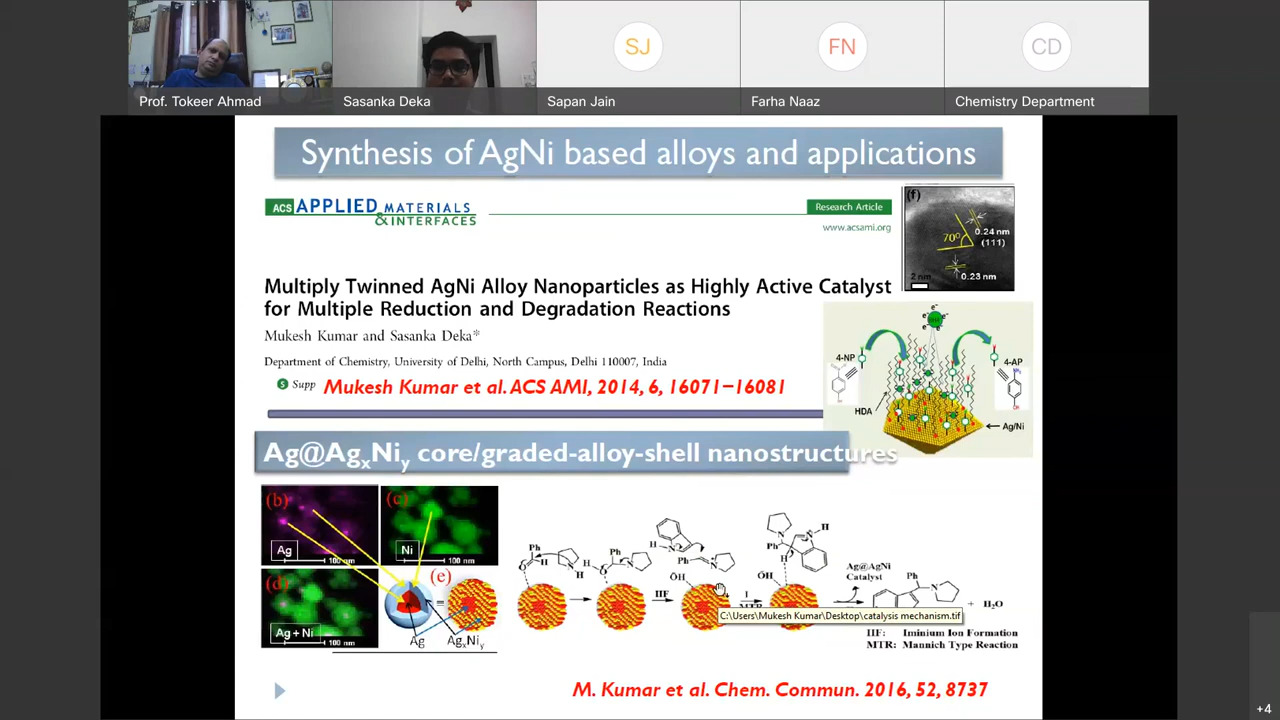 SJ
FN
CD
Prof. Tokeer Ahmad
Sasanka Deka
Sapan Jain
Farha Naaz
Chemistry Department
Synthesis of AgNi based alloys and applications
ACS APPLIED MATERIALS
& INTERFACES
Research Article
www.acsami.org
(f)
70°
0.24 nm
(111)
0.23 nm
2 nm
Multiply Twinned AgNi Alloy Nanoparticles as Highly Active Catalyst
for Multiple Reduction and Degradation Reactions
Mukesh Kumar and Sasanka Deka*
Department of Chemistry, University of Delhi, North Campus, Delhi 110007, India
S Supp
Mukesh Kumar et al. ACS AMI, 2014, 6, 16071−16081
e⁻ e⁻ e⁻ e⁻
4-NP
4-AP
HDA
Ag/Ni
Ag@AgxNiy core/graded-alloy-shell nanostructures
(b)
Ag
100 nm
(c)
Ni
100 nm
(d)
Ag + Ni
100 nm
(e)
=
Ag
AgxNiy
Ph
H
N
H
H
Ph
N
IIF
H
N
Ph
N
ÖH
MTR
N
H
Ph
H
ÖH
Ag@AgNi
Catalyst
Ph
N
+ H₂O
C:\Users\Mukesh Kumar\Desktop\catalysis mechanism.tif
IIF: Iminium Ion Formation
MTR: Mannich Type Reaction
M. Kumar et al. Chem. Commun. 2016, 52, 8737
+4